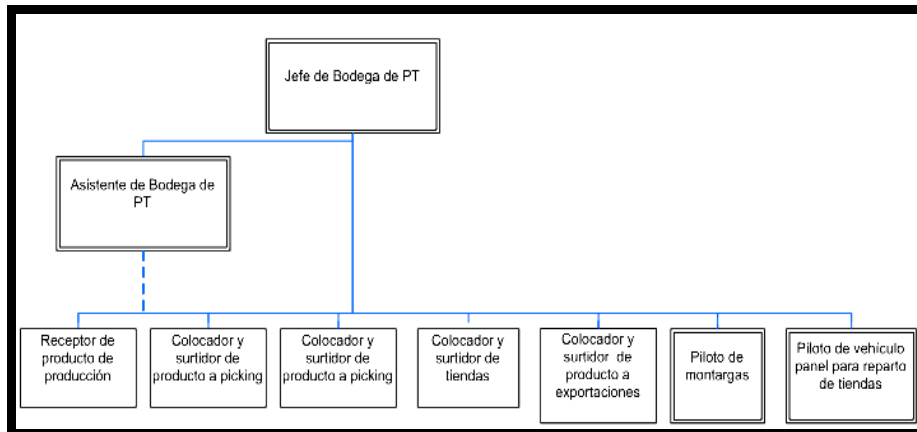 Jefe de Bodega de PT
Asistente de Bodega de
PT
Receptor de
producto de
producción
Colocador y
surtidor de
producto a picking
Colocador y
surtidor de
producto a picking
Colocador y
surtidor de
tiendas
Colocador y
surtidor de
producto a
exportaciones
Piloto de
montargas
Piloto de vehículo
panel para reparto
de tiendas